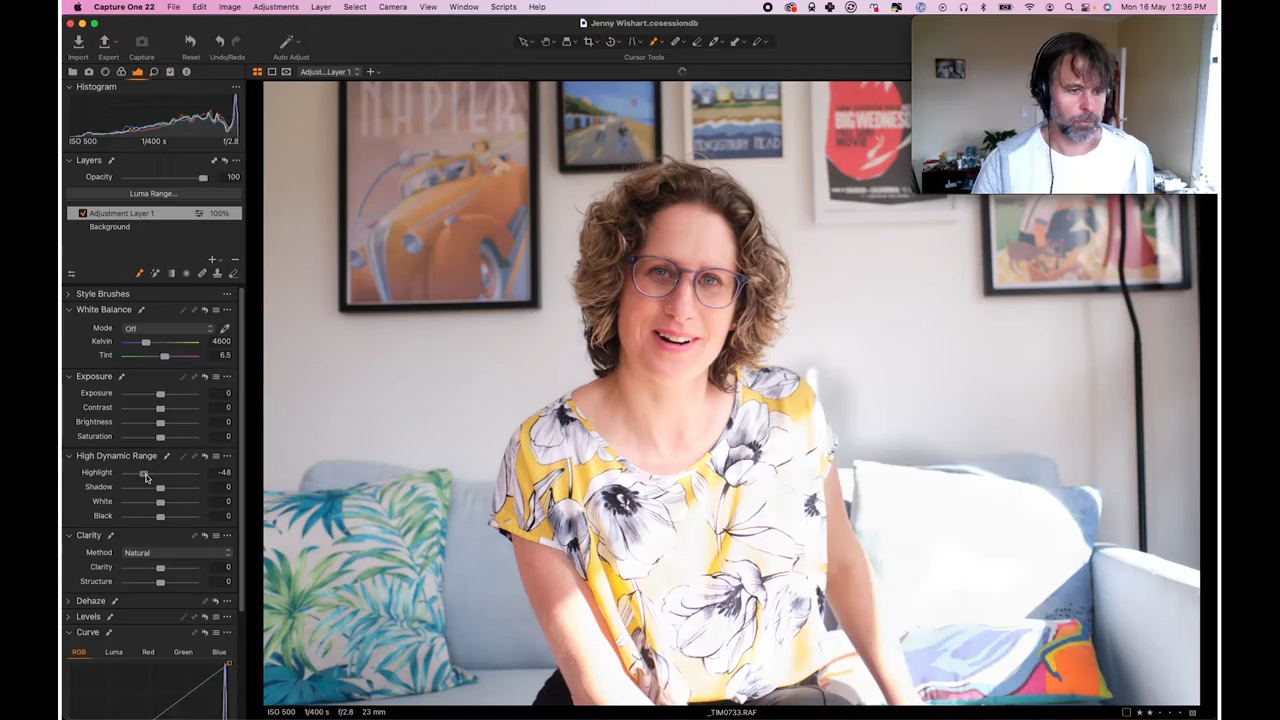 Capture One 22 File Edit Image Adjustments Layer Select Camera View Window Scripts Help Mon 16 May 12:36 PM
Jenny Wishart.cosessiondb
Import Export Capture Reset Undo/Redo Auto Adjust Cursor Tools
Adjust...Layer 1
Histogram
ISO 500 1/400 s f/2.8
Layers
Opacity 100
Luma Range...
Adjustment Layer 1 100%
Background
Style Brushes
White Balance
Mode Off
Kelvin 4600
Tint 6.5
Exposure
Exposure 0
Contrast 0
Brightness 0
Saturation 0
High Dynamic Range
Highlight -48
Shadow 0
White 0
Black 0
Clarity
Method Natural
Clarity 0
Structure 0
Dehaze
Levels
Curve
RGB Luma Red Green Blue
NAPIER
HENGISTBURY HEAD
BIG WEDNESDAY
MOVIE
ISO 500 1/400 s f/2.8 23 mm _TIM0733.RAF